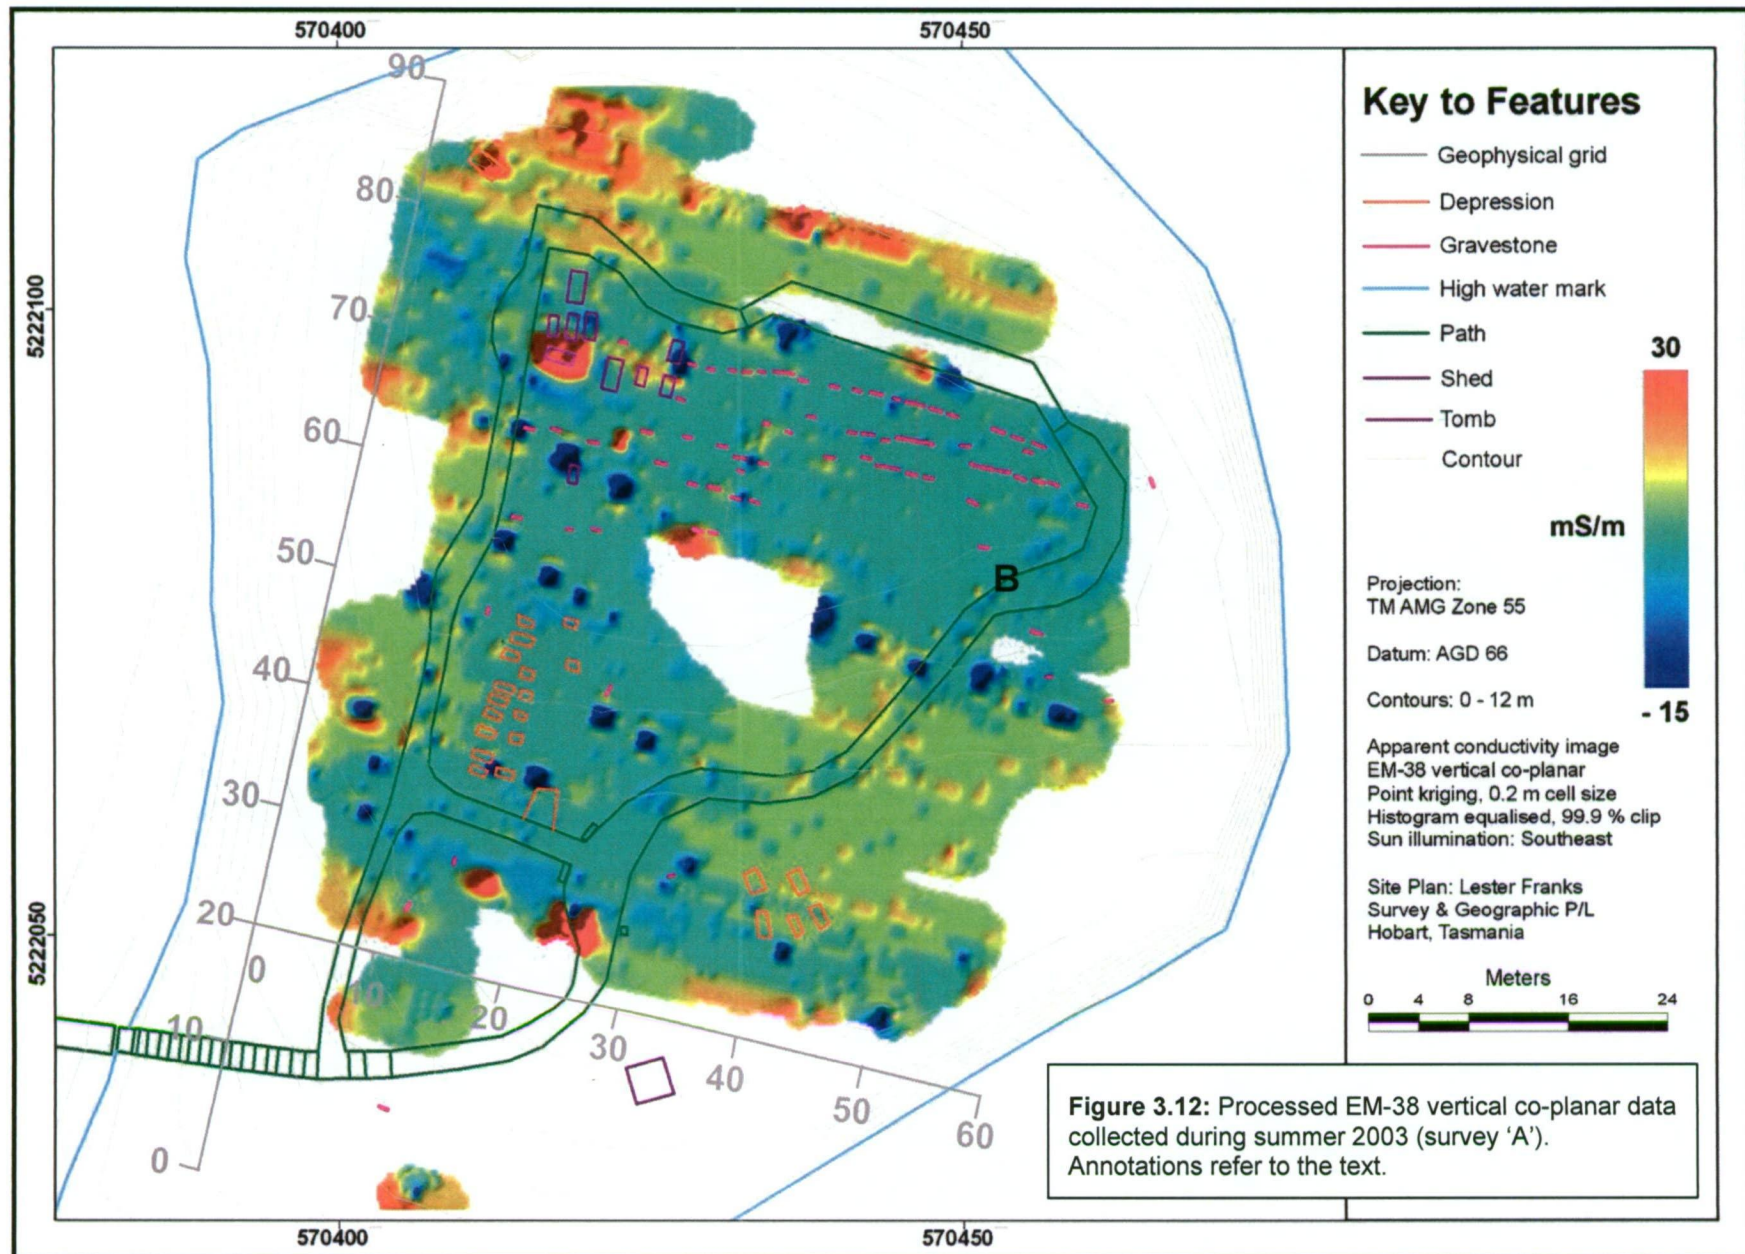 570400
570450
90
80
70
60
50
40
30
20
10
0
0
10
20
30
40
50
60
5222100
5222050
B
570400
570450
Key to Features
Geophysical grid
Depression
Gravestone
High water mark
Path
Shed
Tomb
Contour
30
mS/m
- 15
Projection:
TM AMG Zone 55
Datum: AGD 66
Contours: 0 - 12 m
Apparent conductivity image
EM-38 vertical co-planar
Point kriging, 0.2 m cell size
Histogram equalised, 99.9 % clip
Sun illumination: Southeast
Site Plan: Lester Franks
Survey & Geographic P/L
Hobart, Tasmania
Meters
0 4 8 16 24
Figure 3.12: Processed EM-38 vertical co-planar data
collected during summer 2003 (survey ‘A’).
Annotations refer to the text.